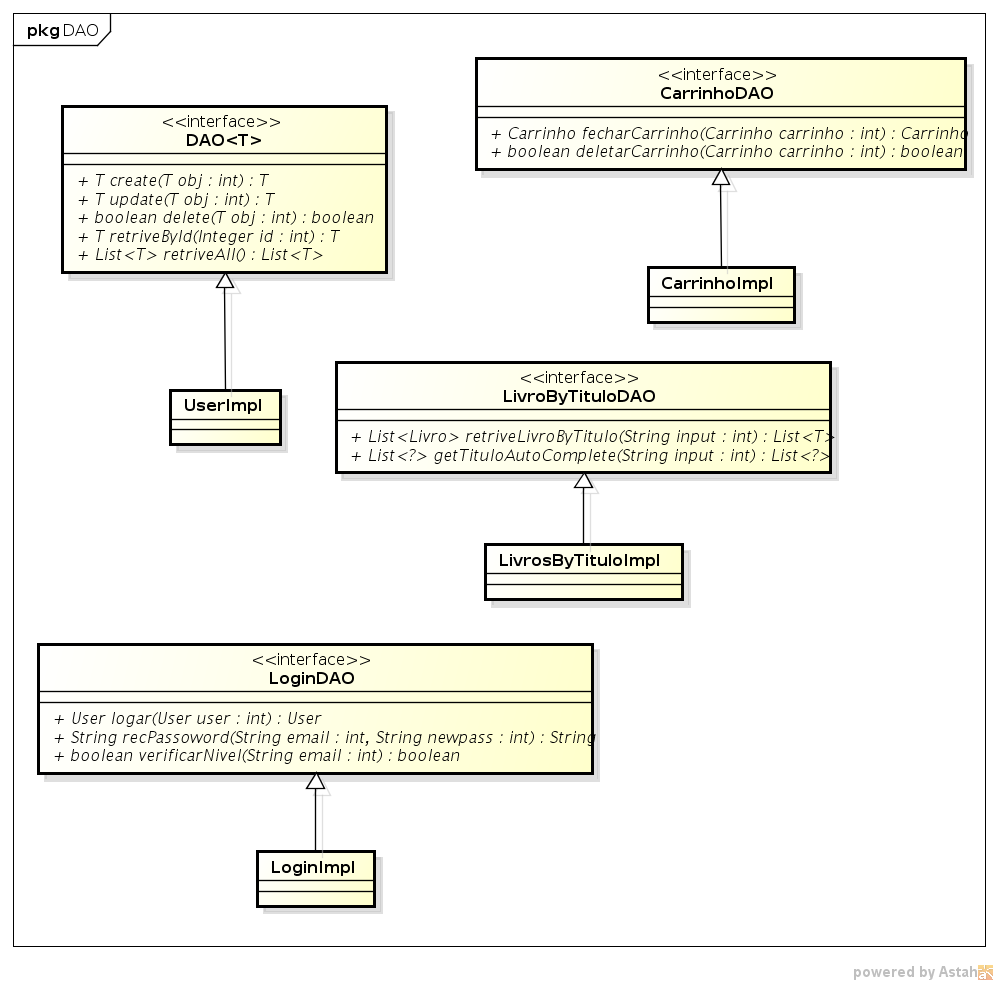 pkg DAO
<<interface>>
DAO<T>
+ T create(T obj : int) : T
+ T update(T obj : int) : T
+ boolean delete(T obj : int) : boolean
+ T retriveById(Integer id : int) : T
+ List<T> retriveAll() : List<T>
<<interface>>
CarrinhoDAO
+ Carrinho fecharCarrinho(Carrinho carrinho : int) : Carrinho
+ boolean deletarCarrinho(Carrinho carrinho : int) : boolean
CarrinhoImpl
UserImpl
<<interface>>
LivroByTituloDAO
+ List<Livro> retriveLivroByTitulo(String input : int) : List<T>
+ List<?> getTituloAutoComplete(String input : int) : List<?>
LivrosByTituloImpl
<<interface>>
LoginDAO
+ User logar(User user : int) : User
+ String recPassoword(String email : int, String newpass : int) : String
+ boolean verificarNivel(String email : int) : boolean
LoginImpl
powered by Astah